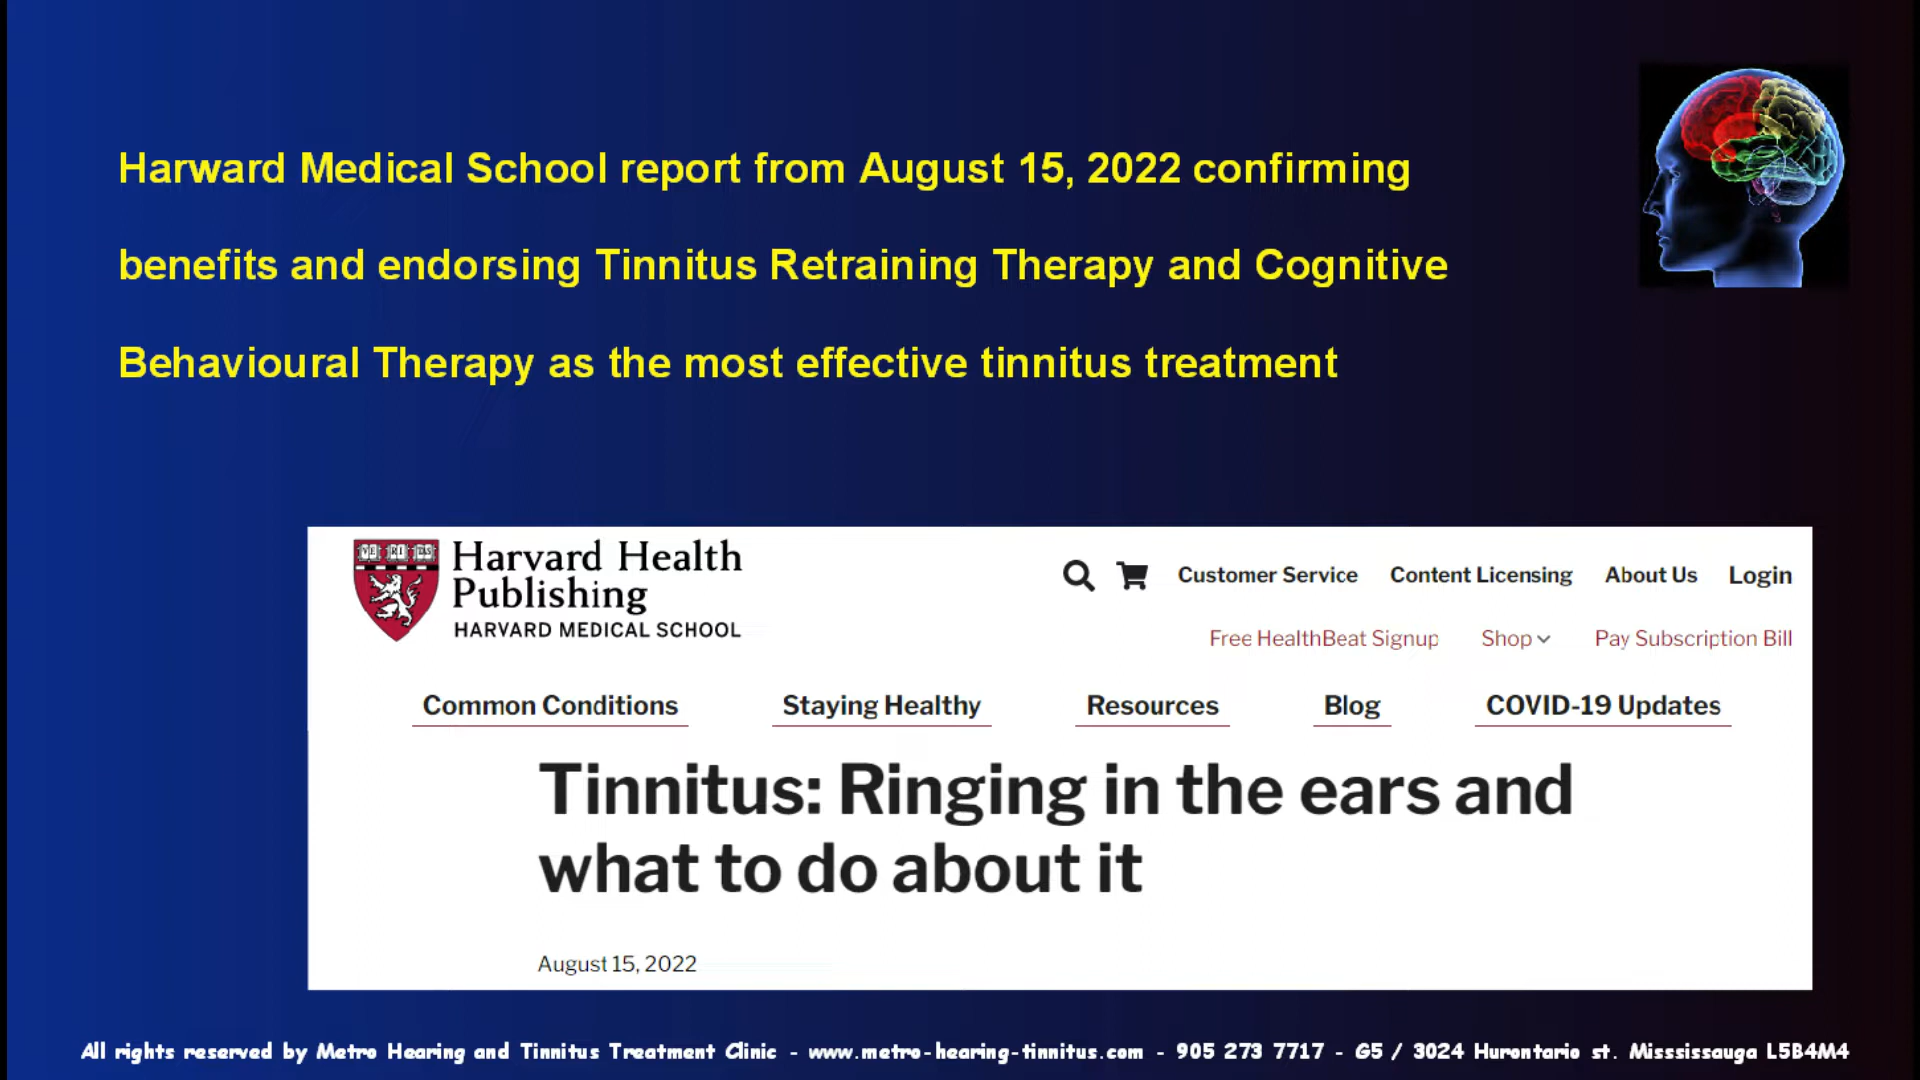 Harward Medical School report from August 15, 2022 confirming
benefits and endorsing Tinnitus Retraining Therapy and Cognitive
Behavioural Therapy as the most effective tinnitus treatment
VE RI TAS
Harvard Health
Publishing
HARVARD MEDICAL SCHOOL
Customer Service Content Licensing About Us Login
Free HealthBeat Signup Shop Pay Subscription Bill
Common Conditions Staying Healthy Resources Blog COVID-19 Updates
Tinnitus: Ringing in the ears and
what to do about it
August 15, 2022
All rights reserved by Metro Hearing and Tinnitus Treatment Clinic - www.metro-hearing-tinnitus.com - 905 273 7717 - G5 / 3024 Hurontario st. Misssissauga L5B4M4